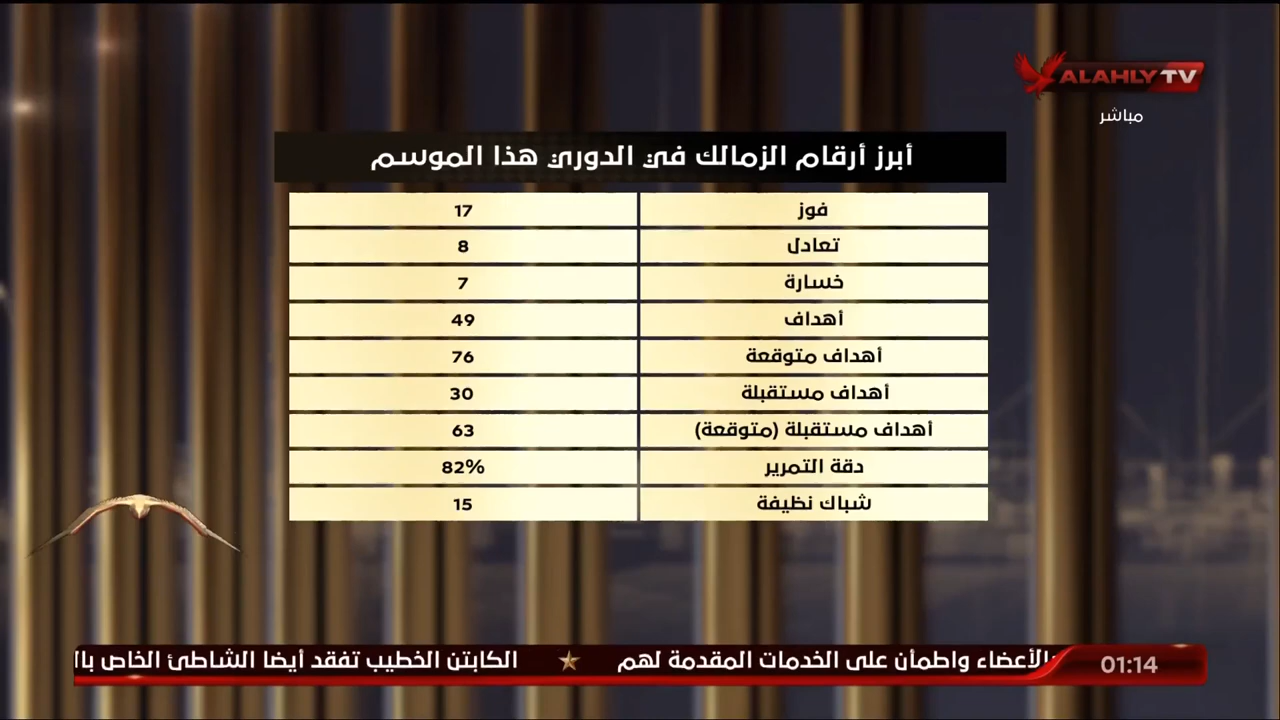 ALAHLY TV
مباشر
أبرز أرقام الزمالك في الدوري هذا الموسم
فوز 17
تعادل 8
خسارة 7
أهداف 49
أهداف متوقعة 76
أهداف مستقبلة 30
أهداف مستقبلة (متوقعة) 63
دقة التمرير 82%
شباك نظيفة 15
01:14 الأعضاء واطمأن على الخدمات المقدمة لهم ★ الكابتن الخطيب تفقد أيضا الشاطئ الخاص